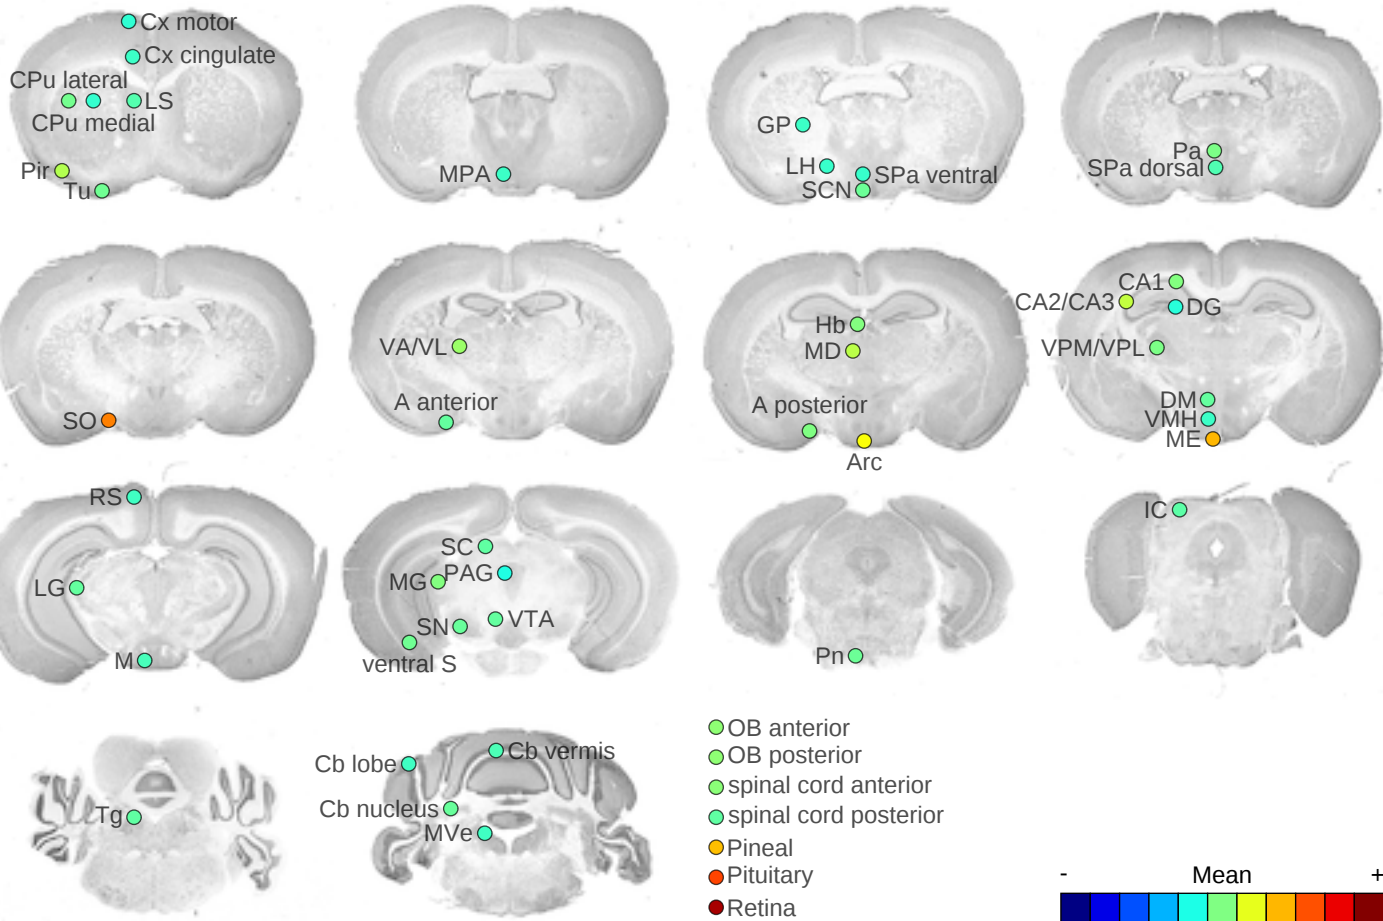 Cx motor
Cx cingulate
CPu lateral
LS
CPu medial
Pir
Tu
MPA
GP
LH
SPa ventral
SCN
Pa
SPa dorsal
SO
VA/VL
A anterior
Hb
MD
A posterior
Arc
CA1
CA2/CA3
DG
VPM/VPL
DM
VMH
ME
RS
LG
M
SC
PAG
MG
VTA
SN
ventral S
Pn
IC
Tg
Cb vermis
Cb lobe
Cb nucleus
MVe
OB anterior
OB posterior
spinal cord anterior
spinal cord posterior
Pineal
Pituitary
Retina
- Mean +